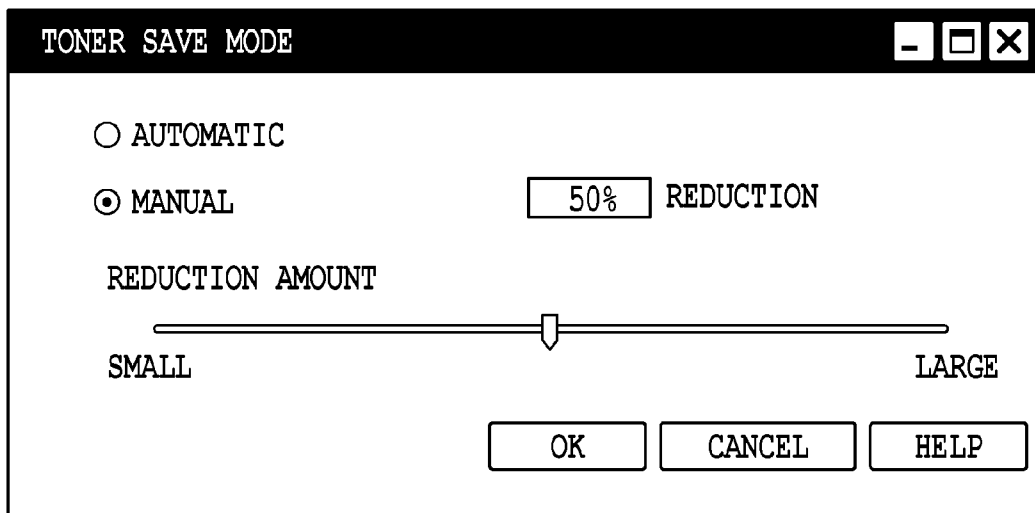 TONER SAVE MODE
AUTOMATIC
MANUAL 50% REDUCTION
REDUCTION AMOUNT
SMALL LARGE
OK CANCEL HELP